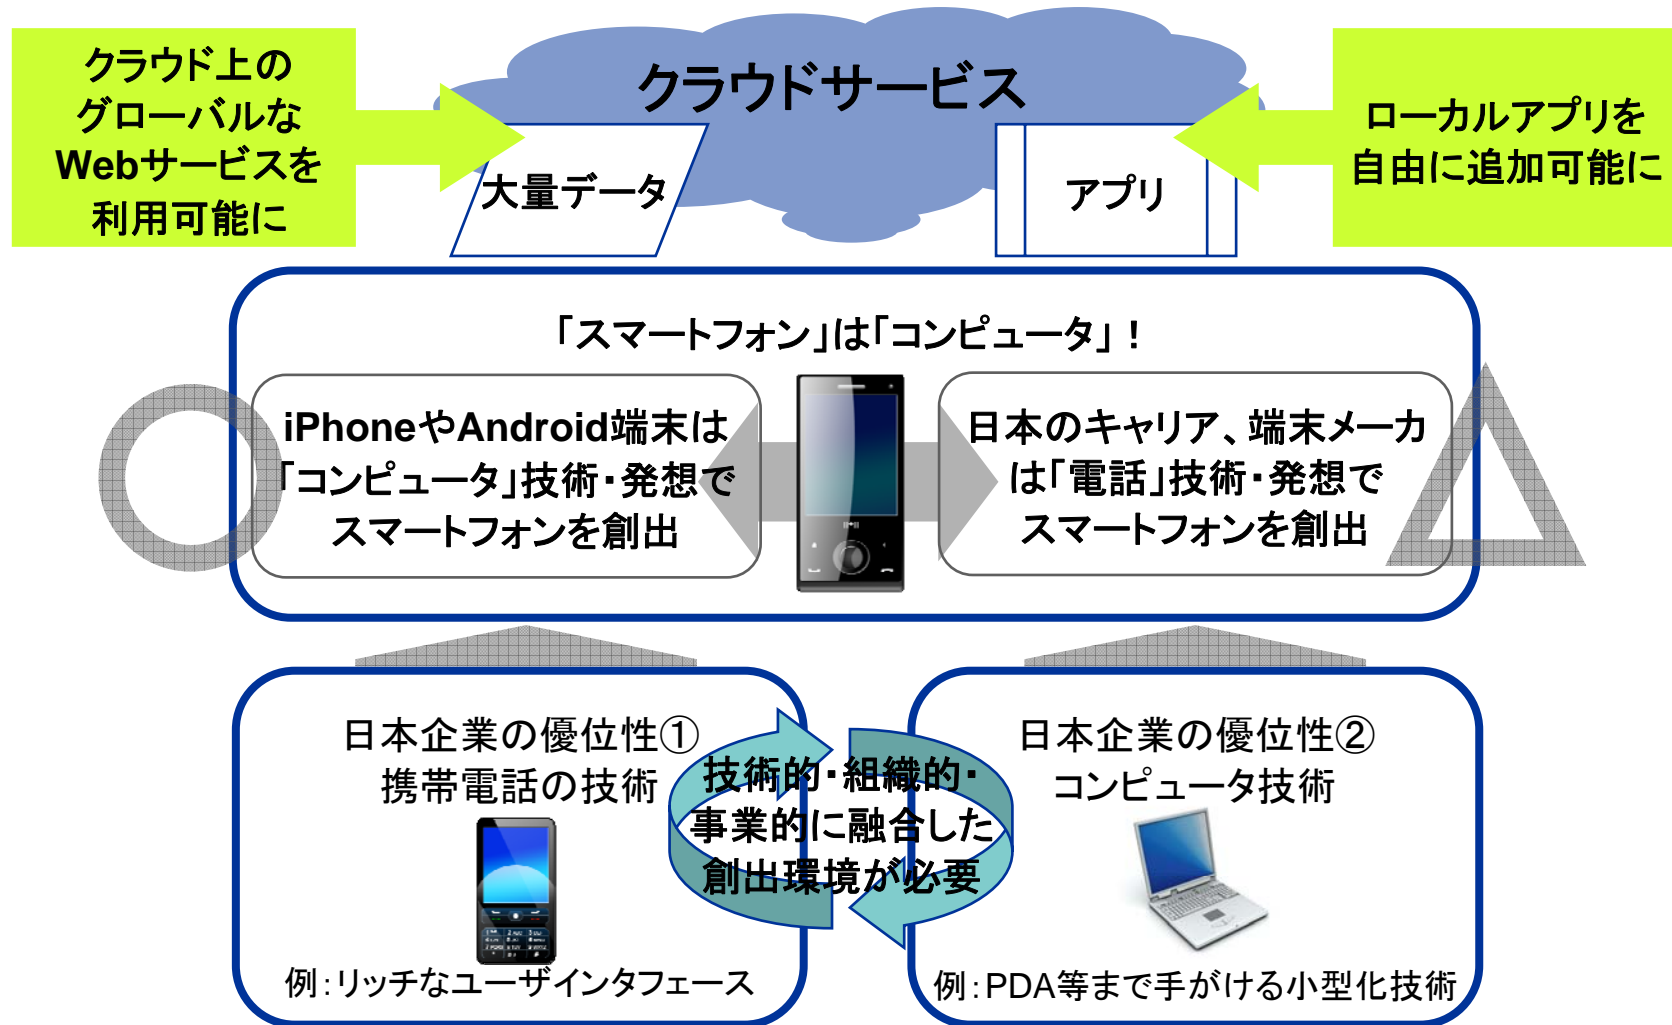 クラウド上の
グローバルな
Webサービスを
利用可能に
クラウドサービス
大量データ
アプリ
ローカルアプリを
自由に追加可能に
「スマートフォン」は「コンピュータ」！
iPhoneやAndroid端末は
「コンピュータ」技術・発想で
スマートフォンを創出
日本のキャリア、端末メーカ
は「電話」技術・発想で
スマートフォンを創出
日本企業の優位性①
携帯電話の技術
例：リッチなユーザインタフェース
技術的・組織的・
事業的に融合した
創出環境が必要
日本企業の優位性②
コンピュータ技術
例：PDA等まで手がける小型化技術